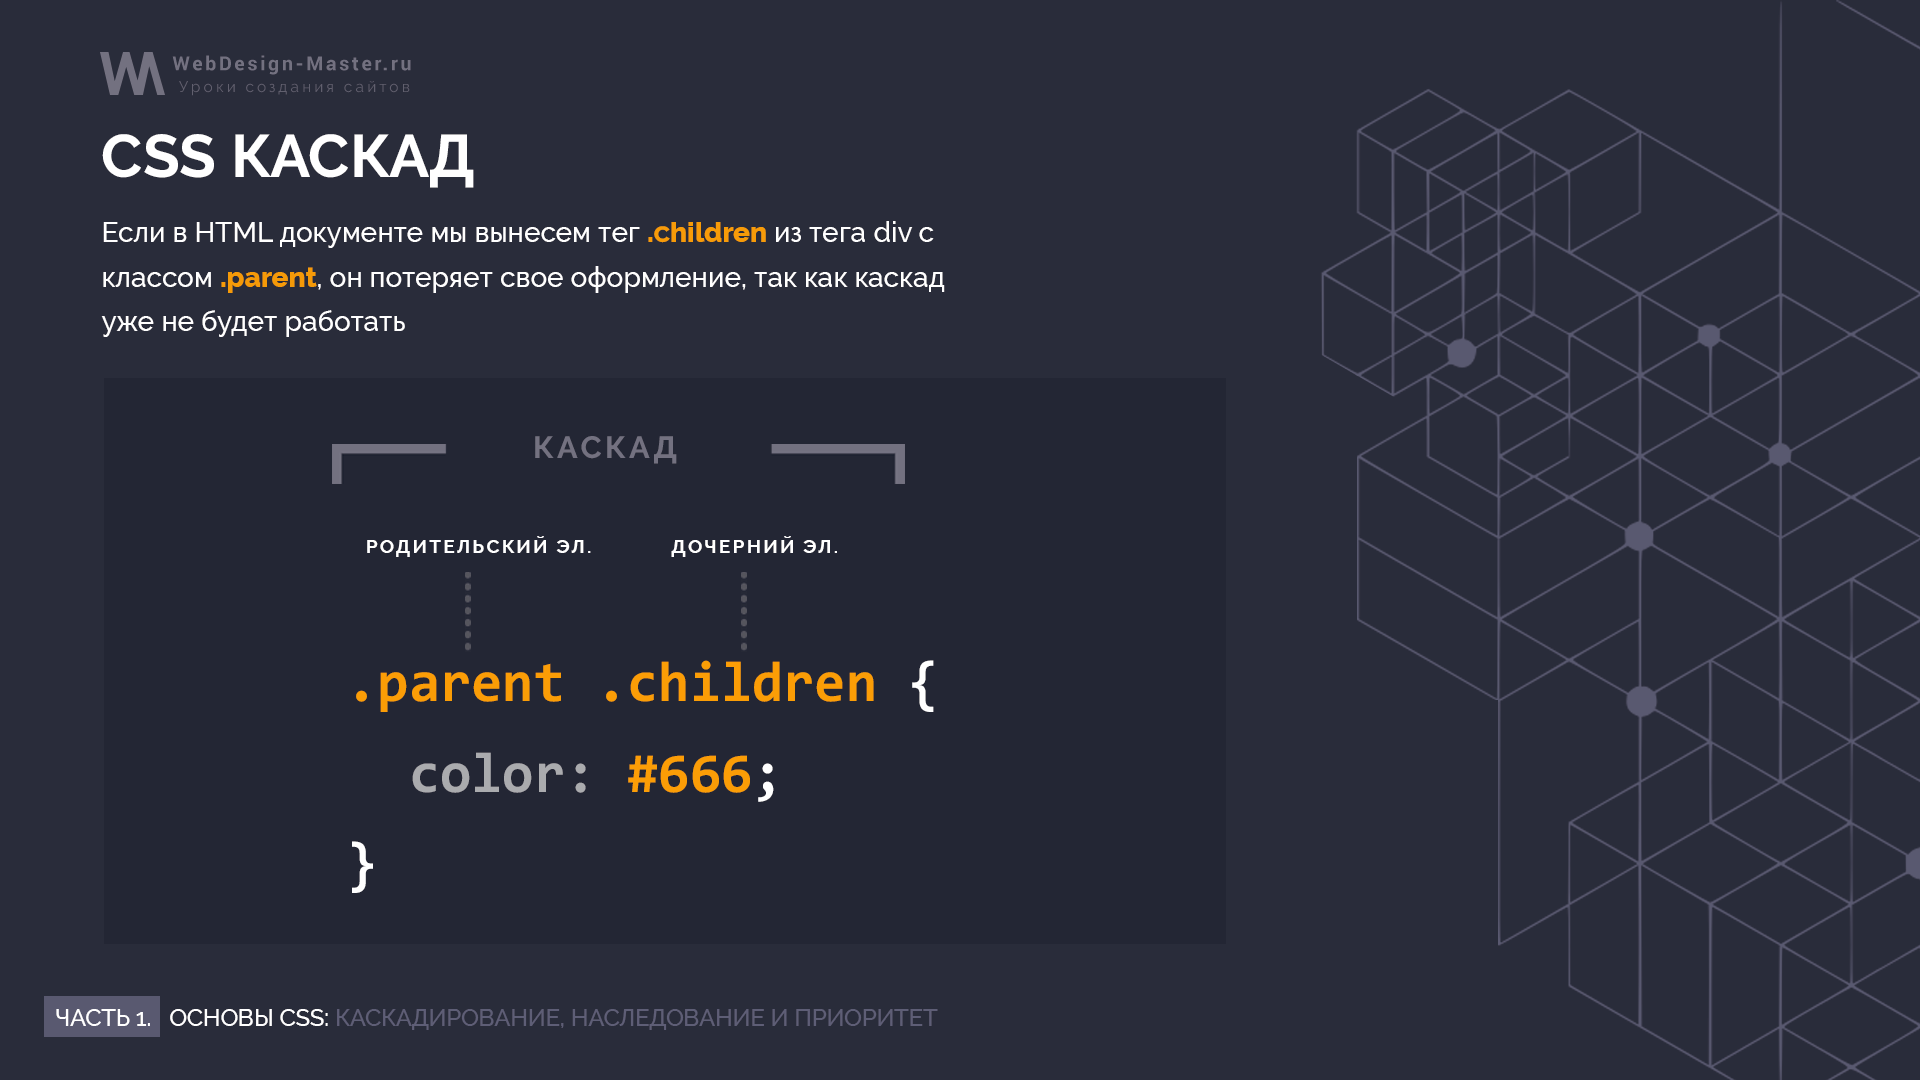 WebDesign-Master.ru
Уроки создания сайтов
CSS КАСКАД
Если в HTML документе мы вынесем тег .children из тега div с
классом .parent, он потеряет свое оформление, так как каскад
уже не будет работать
КАСКАД
РОДИТЕЛЬСКИЙ ЭЛ. ДОЧЕРНИЙ ЭЛ.
.parent .children {
color: #666;
}
ЧАСТЬ 1. ОСНОВЫ CSS: КАСКАДИРОВАНИЕ, НАСЛЕДОВАНИЕ И ПРИОРИТЕТ